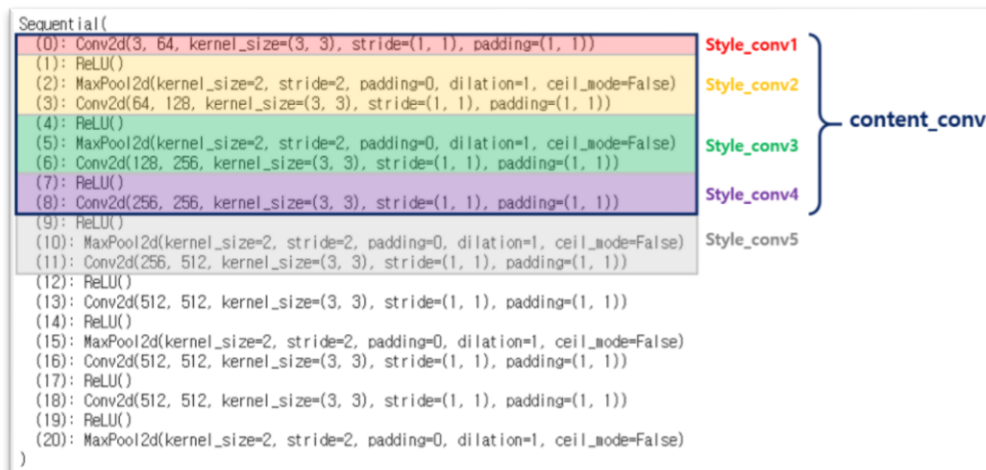 Sequential(
(0): Conv2d(3, 64, kernel_size=(3, 3), stride=(1, 1), padding=(1, 1)) Style_conv1
(1): ReLU()
(2): MaxPool2d(kernel_size=2, stride=2, padding=0, dilation=1, ceil_mode=False) Style_conv2
(3): Conv2d(64, 128, kernel_size=(3, 3), stride=(1, 1), padding=(1, 1))
(4): ReLU() content_conv
(5): MaxPool2d(kernel_size=2, stride=2, padding=0, dilation=1, ceil_mode=False) Style_conv3
(6): Conv2d(128, 256, kernel_size=(3, 3), stride=(1, 1), padding=(1, 1))
(7): ReLU() Style_conv4
(8): Conv2d(256, 256, kernel_size=(3, 3), stride=(1, 1), padding=(1, 1))
(9): ReLU()
(10): MaxPool2d(kernel_size=2, stride=2, padding=0, dilation=1, ceil_mode=False) Style_conv5
(11): Conv2d(256, 512, kernel_size=(3, 3), stride=(1, 1), padding=(1, 1))
(12): ReLU()
(13): Conv2d(512, 512, kernel_size=(3, 3), stride=(1, 1), padding=(1, 1))
(14): ReLU()
(15): MaxPool2d(kernel_size=2, stride=2, padding=0, dilation=1, ceil_mode=False)
(16): Conv2d(512, 512, kernel_size=(3, 3), stride=(1, 1), padding=(1, 1))
(17): ReLU()
(18): Conv2d(512, 512, kernel_size=(3, 3), stride=(1, 1), padding=(1, 1))
(19): ReLU()
(20): MaxPool2d(kernel_size=2, stride=2, padding=0, dilation=1, ceil_mode=False)
)